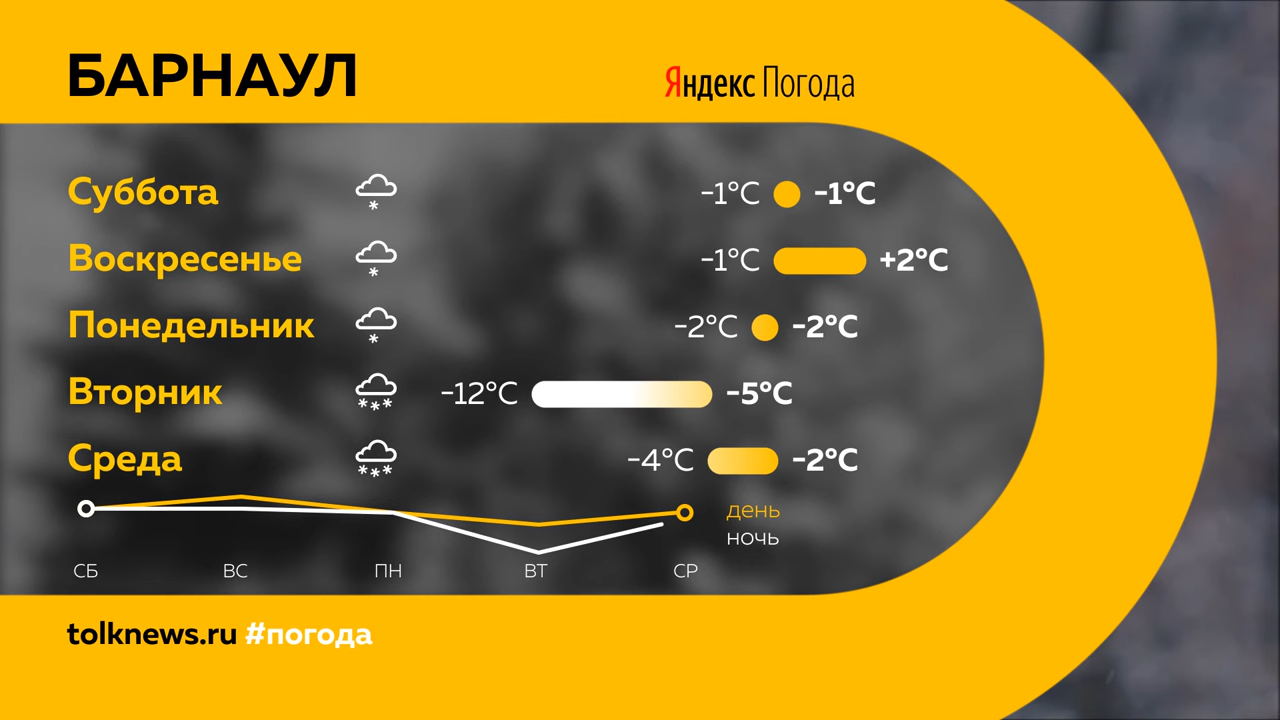 БАРНАУЛ
Яндекс Погода
Суббота -1°C -1°C
Воскресенье -1°C +2°C
Понедельник -2°C -2°C
Вторник -12°C -5°C
Среда -4°C -2°C
день
ночь
СБ ВС ПН ВТ СР
tolknews.ru #погода